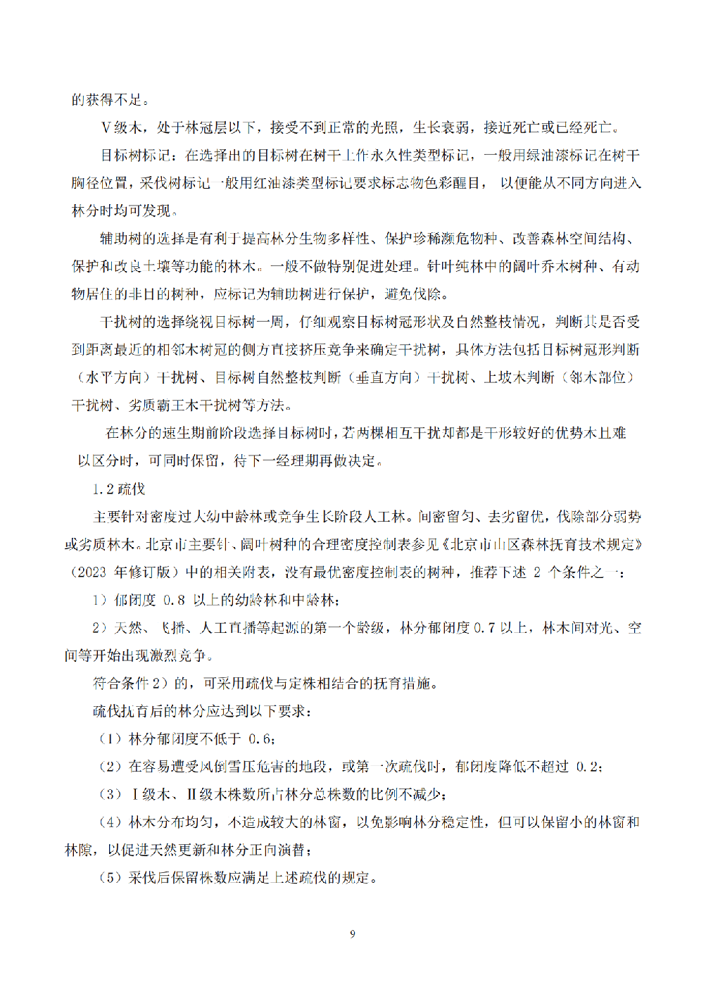 的获得不足。
Ⅴ级木，处于林冠层以下，接受不到正常的光照，生长衰弱，接近死亡或已经死亡。
目标树标记：在选择出的目标树在树干上作永久性类型标记，一般用绿油漆标记在树干
胸径位置，采伐树标记一般用红油漆类型标记要求标志物色彩醒目， 以便能从不同方向进入
林分时均可发现。
辅助树的选择是有利于提高林分生物多样性、保护珍稀濒危物种、改善森林空间结构、
保护和改良土壤等功能的林木。一般不做特别促进处理。针叶纯林中的阔叶乔木树种、有动
物居住的非目的树种，应标记为辅助树进行保护，避免伐除。
干扰树的选择绕视目标树一周，仔细观察目标树冠形状及自然整枝情况，判断其是否受
到距离最近的相邻木树冠的侧方直接挤压竞争来确定干扰树，具体方法包括目标树冠形判断
（水平方向）干扰树、目标树自然整枝判断（垂直方向）干扰树、上坡木判断（邻木部位）
干扰树、劣质霸王木干扰树等方法。
在林分的速生期前阶段选择目标树时，若两棵相互干扰却都是干形较好的优势木且难
以区分时，可同时保留，待下一经理期再做决定。
1.2 疏伐
主要针对密度过大幼中龄林或竞争生长阶段人工林。间密留匀、去劣留优，伐除部分弱势
或劣质林木。北京市主要针、阔叶树种的合理密度控制表参见《北京市山区森林抚育技术规定》
（2023 年修订版）中的相关附表，没有最优密度控制表的树种，推荐下述 2 个条件之一：
1）郁闭度 0.8 以上的幼龄林和中龄林；
2）天然、飞播、人工直播等起源的第一个龄级，林分郁闭度 0.7 以上，林木间对光、空
间等开始出现激烈竞争。
符合条件 2）的，可采用疏伐与定株相结合的抚育措施。
疏伐抚育后的林分应达到以下要求：
（1）林分郁闭度不低于 0.6；
（2）在容易遭受风倒雪压危害的地段，或第一次疏伐时，郁闭度降低不超过 0.2；
（3）Ⅰ级木、Ⅱ级木株数所占林分总株数的比例不减少；
（4）林木分布均匀，不造成较大的林窗，以免影响林分稳定性，但可以保留小的林窗和
林隙，以促进天然更新和林分正向演替；
（5）采伐后保留株数应满足上述疏伐的规定。
9